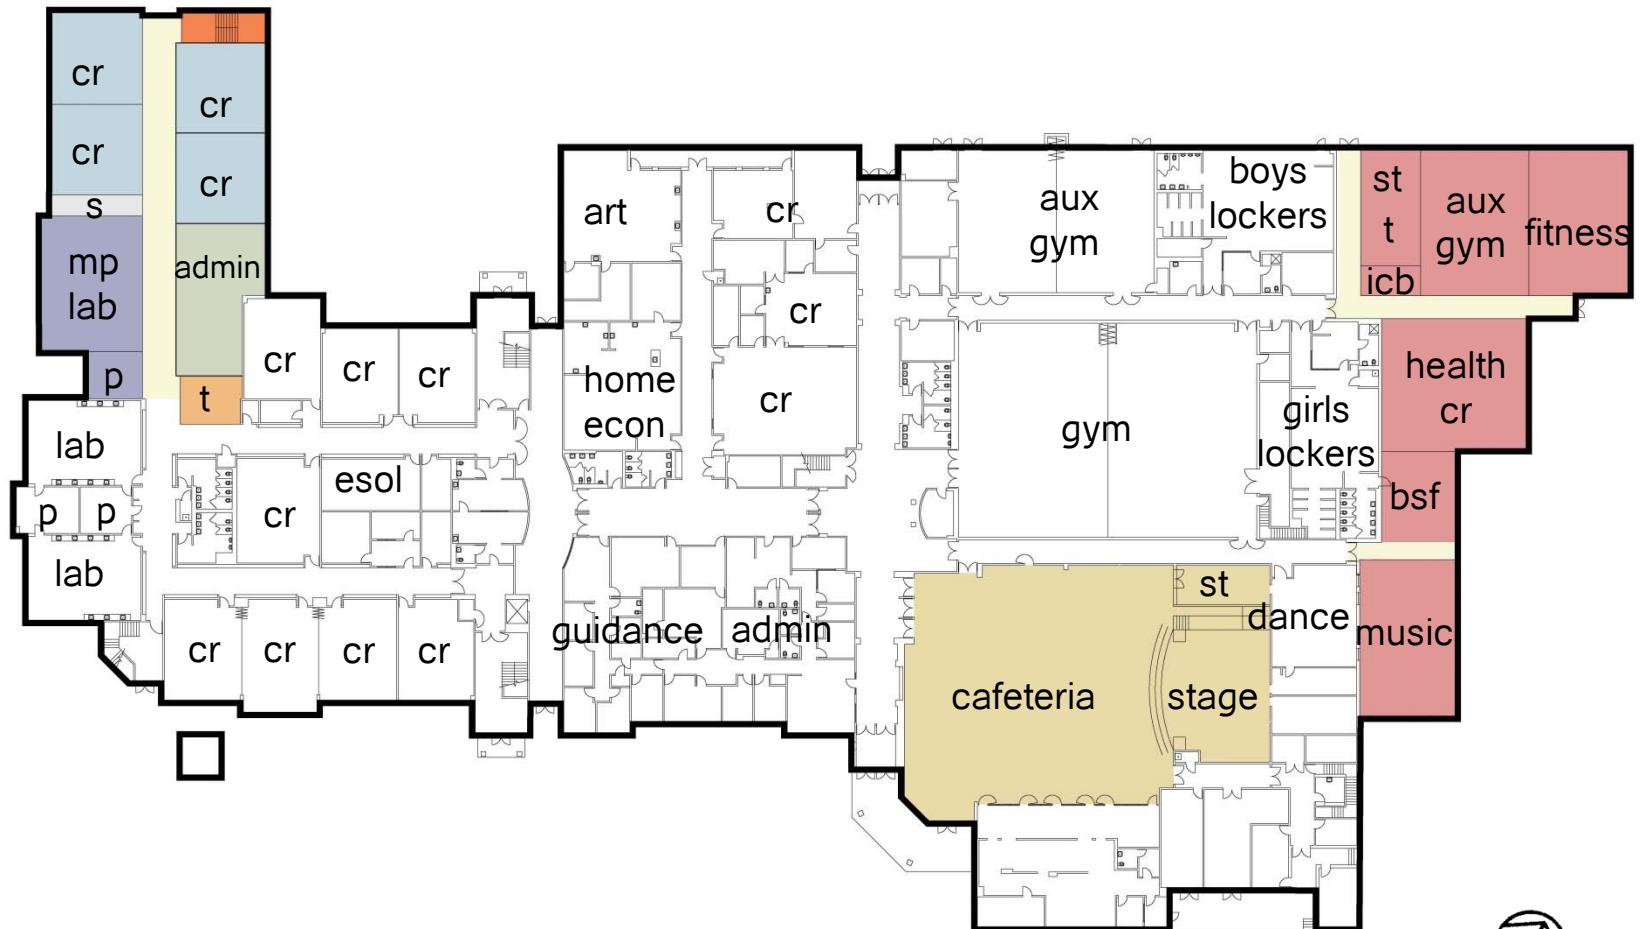 cr
cr
cr
cr
s
mp
lab
admin
p
t
cr
cr
cr
lab
p
p
lab
cr
esol
cr
cr
cr
cr
art
cr
cr
home
econ
cr
guidance
admin
aux
gym
boys
lockers
st
t
icb
aux
gym
fitness
gym
girls
lockers
health
cr
bsf
st
dance
music
cafeteria
stage